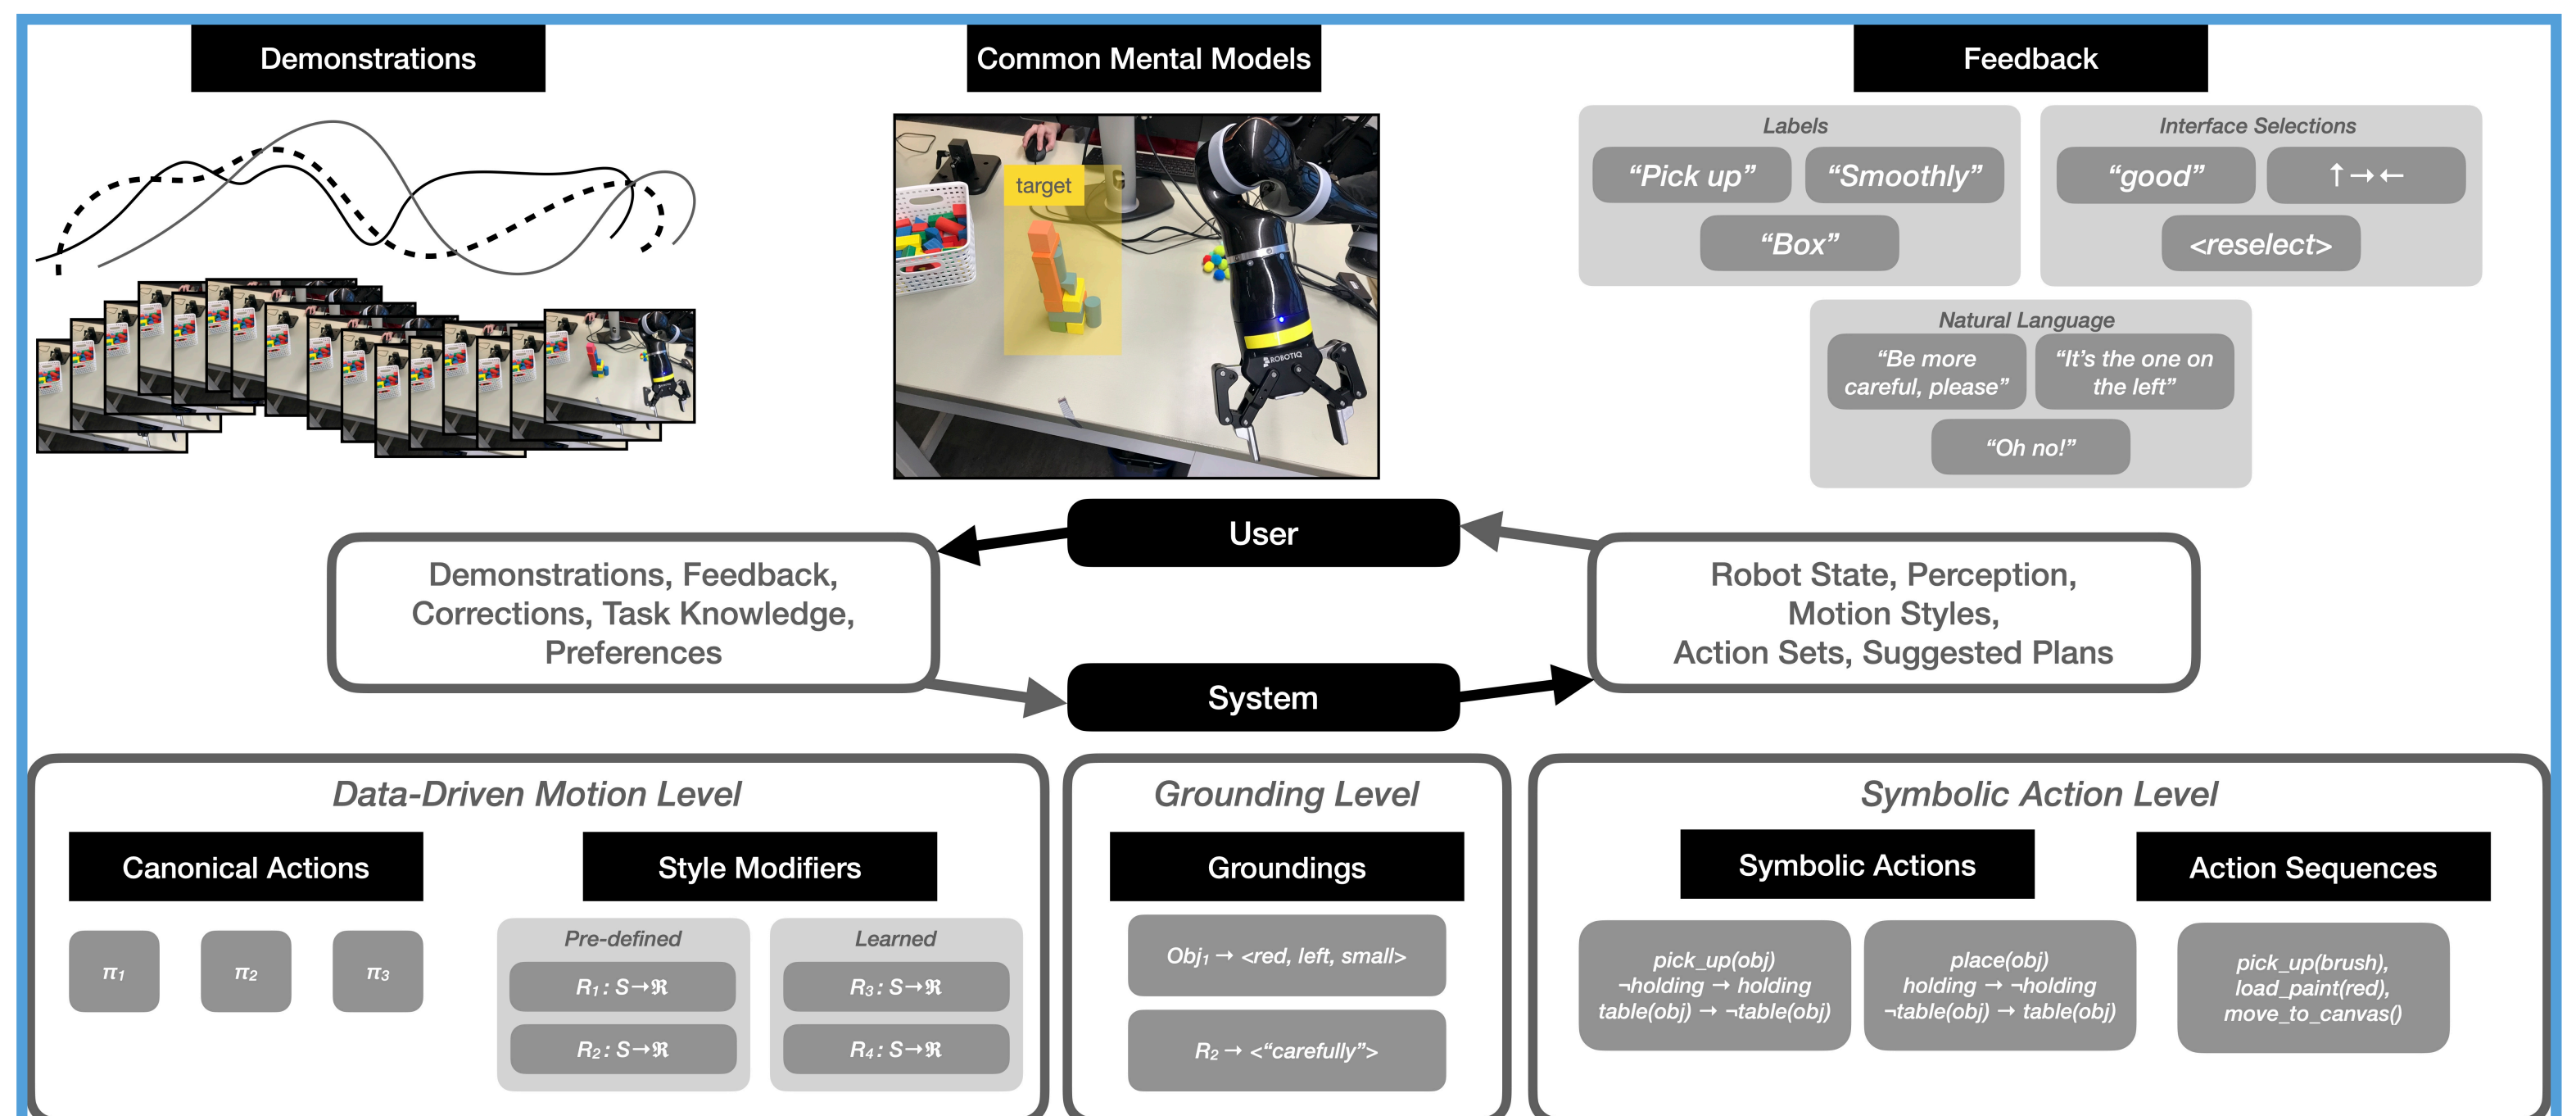 Demonstrations
Common Mental Models
Feedback
target
ROBOTIQ
Labels
“Pick up”
“Smoothly”
“Box”
Interface Selections
“good”
↑→←
<reselect>
Natural Language
“Be more
careful, please”
“It’s the one on
the left”
“Oh no!”
User
Demonstrations, Feedback,
Corrections, Task Knowledge,
Preferences
Robot State, Perception,
Motion Styles,
Action Sets, Suggested Plans
System
Data-Driven Motion Level
Canonical Actions
π₁
π₂
π₃
Style Modifiers
Pre-defined
R₁ : S→ℜ
R₂ : S→ℜ
Learned
R₃ : S→ℜ
R₄ : S→ℜ
Grounding Level
Groundings
Obj₁ → <red, left, small>
R₂ → <“carefully”>
Symbolic Action Level
Symbolic Actions
pick_up(obj)
¬holding → holding
table(obj) → ¬table(obj)
place(obj)
holding → ¬holding
¬table(obj) → table(obj)
Action Sequences
pick_up(brush),
load_paint(red),
move_to_canvas()